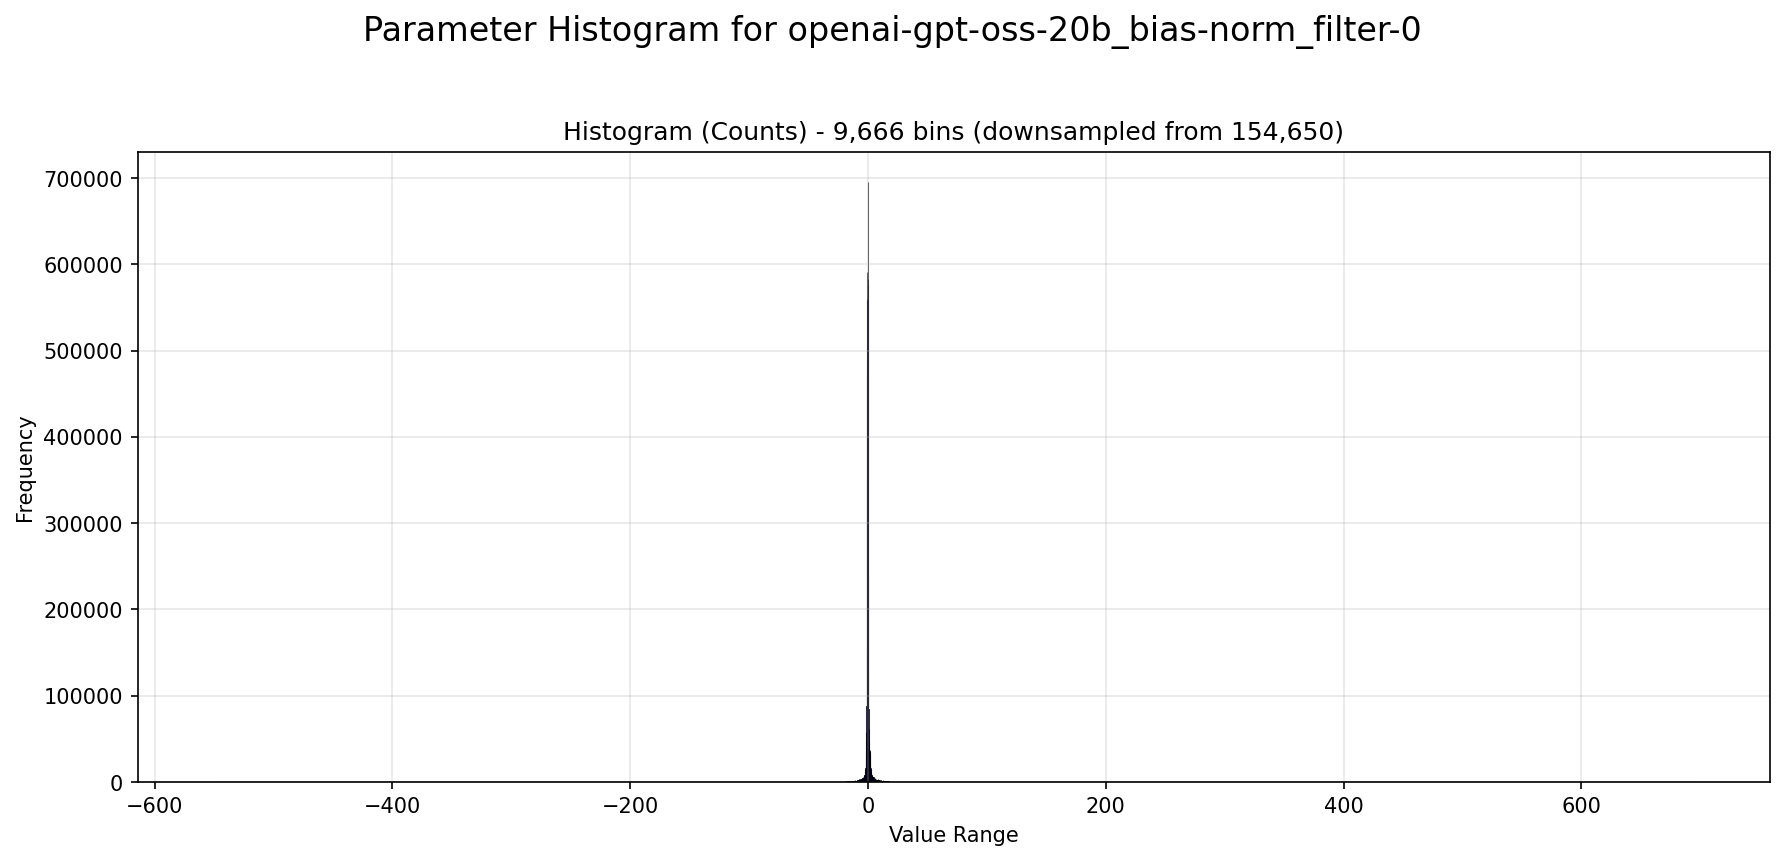 Parameter Histogram for openai-gpt-oss-20b_bias-norm_filter-0
Histogram (Counts) - 9,666 bins (downsampled from 154,650)
700000
600000
500000
400000
300000
200000
100000
0
Frequency
−600 −400 −200 0 200 400 600
Value Range